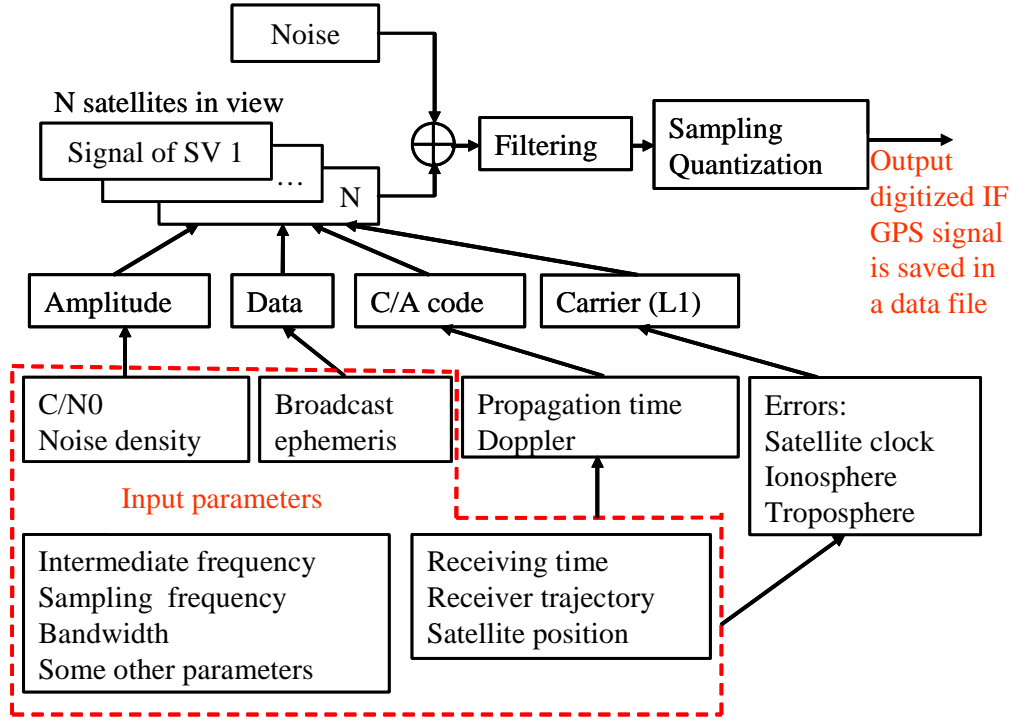 Noise
N satellites in view
Signal of SV 1
...
N
Filtering
Sampling
Quantization
Output
digitized IF
GPS signal
is saved in
a data file
Amplitude
Data
C/A code
Carrier (L1)
C/N0
Noise density
Broadcast
ephemeris
Propagation time
Doppler
Errors:
Satellite clock
Ionosphere
Troposphere
Input parameters
Intermediate frequency
Sampling frequency
Bandwidth
Some other parameters
Receiving time
Receiver trajectory
Satellite position